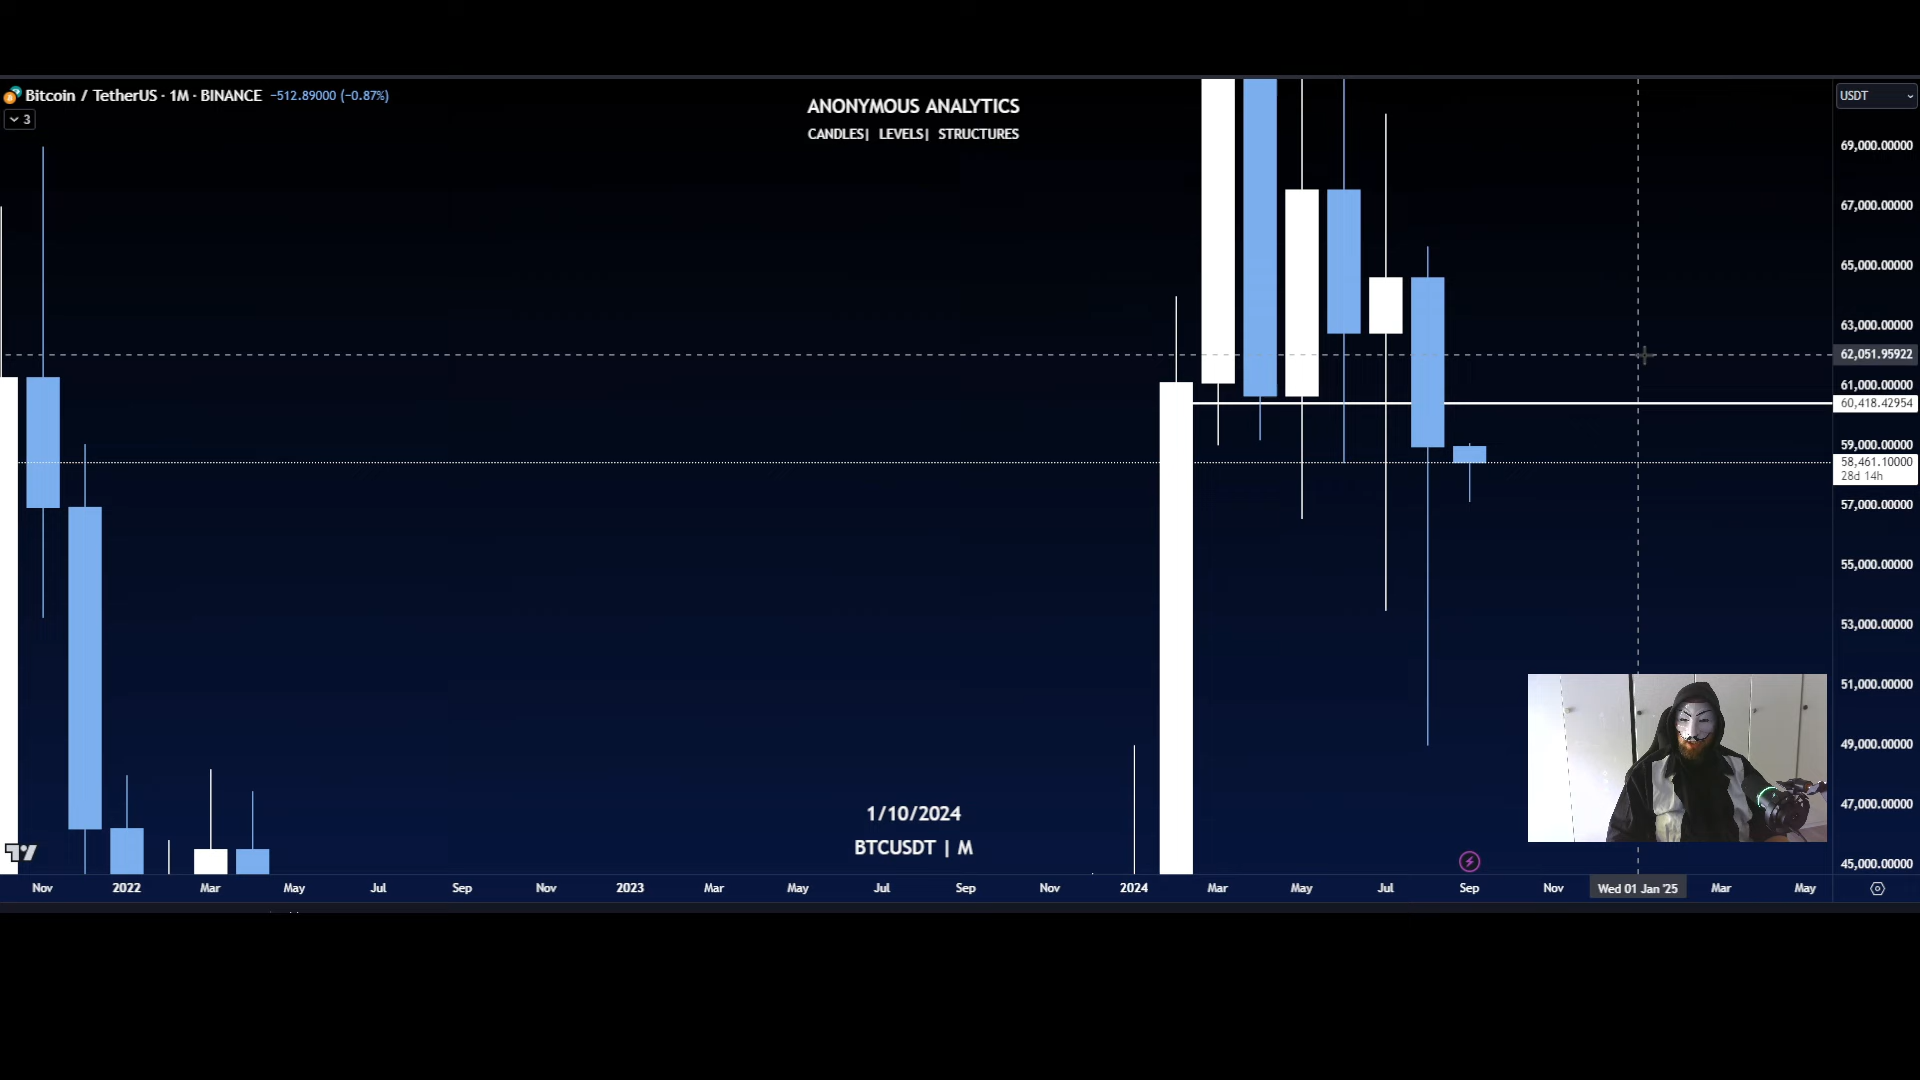 Bitcoin / TetherUS · 1M · BINANCE −512.89000 (−0.87%)
3
ANONYMOUS ANALYTICS
CANDLES| LEVELS| STRUCTURES
USDT
69,000.00000
67,000.00000
65,000.00000
63,000.00000
62,051.95922
61,000.00000
60,418.42954
59,000.00000
58,461.10000
28d 14h
57,000.00000
55,000.00000
53,000.00000
51,000.00000
49,000.00000
47,000.00000
45,000.00000
1/10/2024
BTCUSDT | M
Nov 2022 Mar May Jul Sep Nov 2023 Mar May Jul Sep Nov 2024 Mar May Jul Sep Nov Wed 01 Jan '25 Mar May